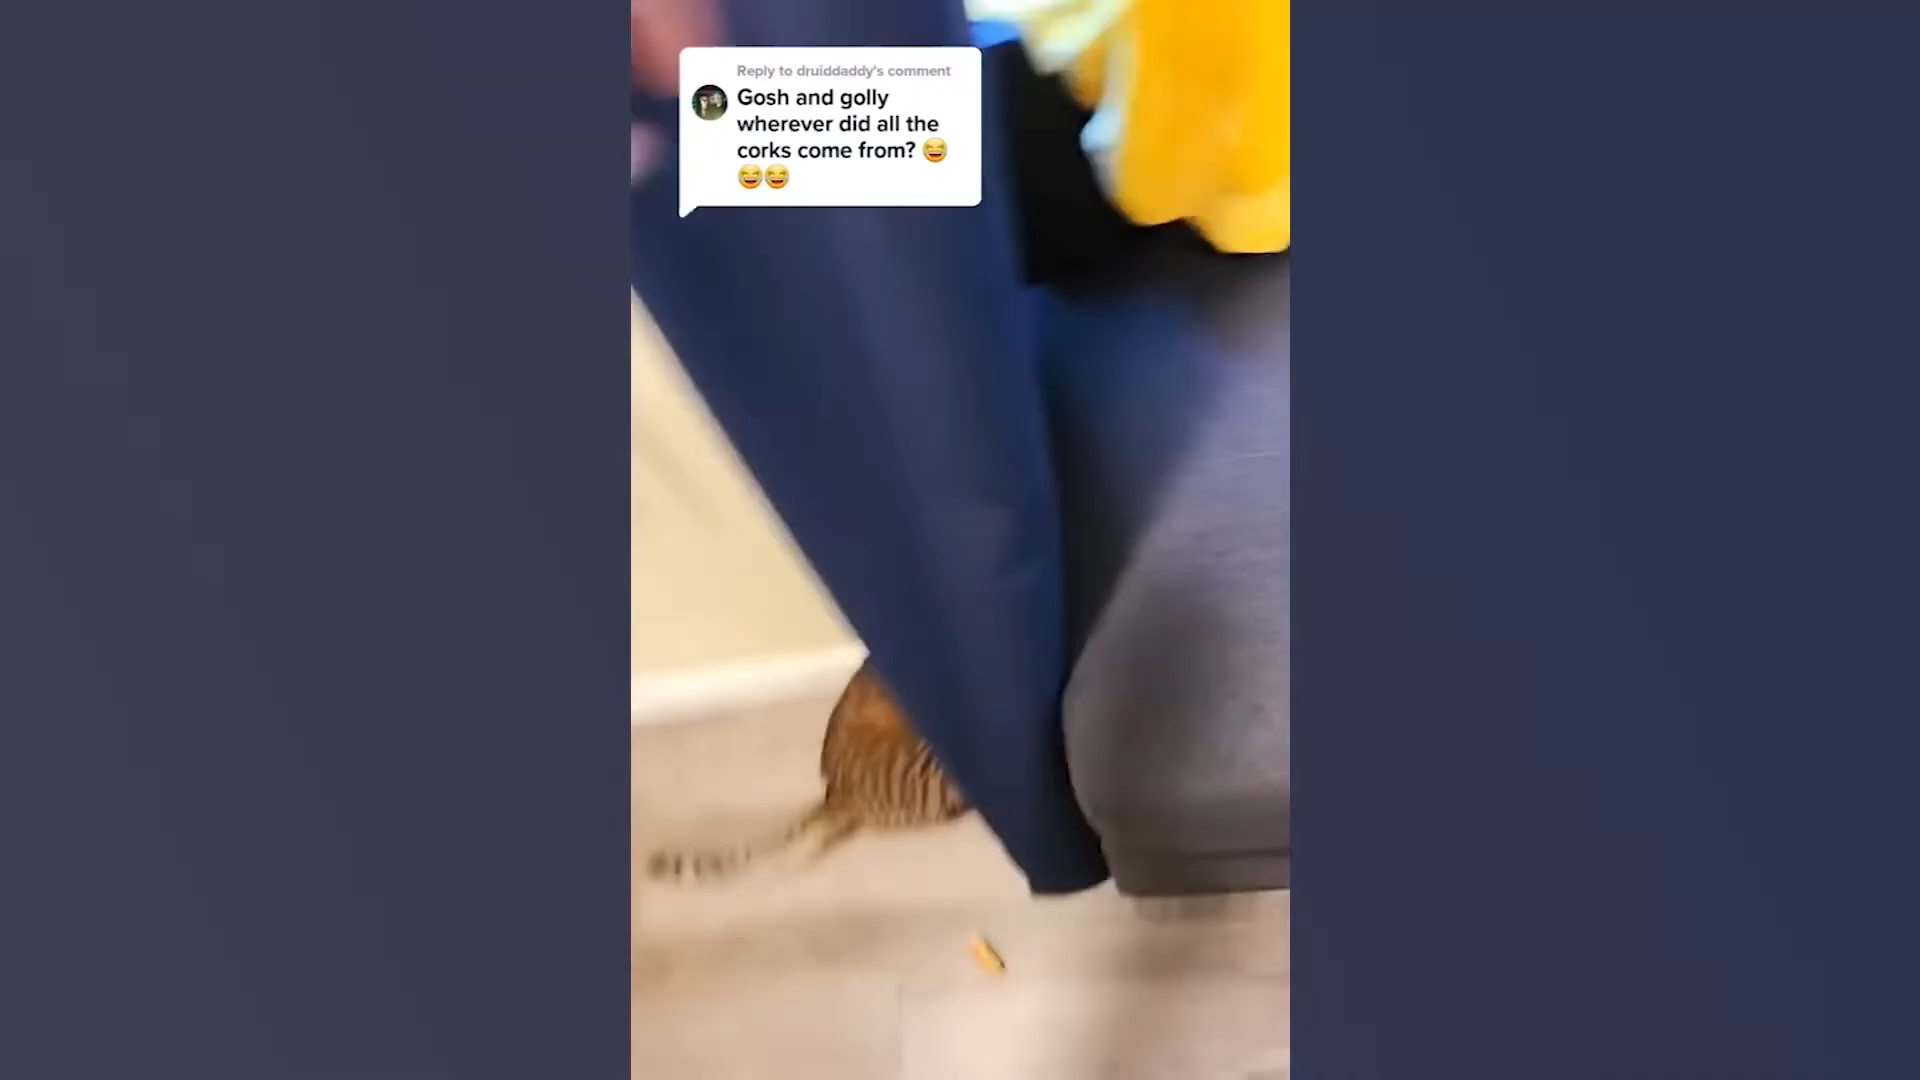 Reply to druiddaddy's comment
Gosh and golly
wherever did all the
corks come from? 😆
😆😆